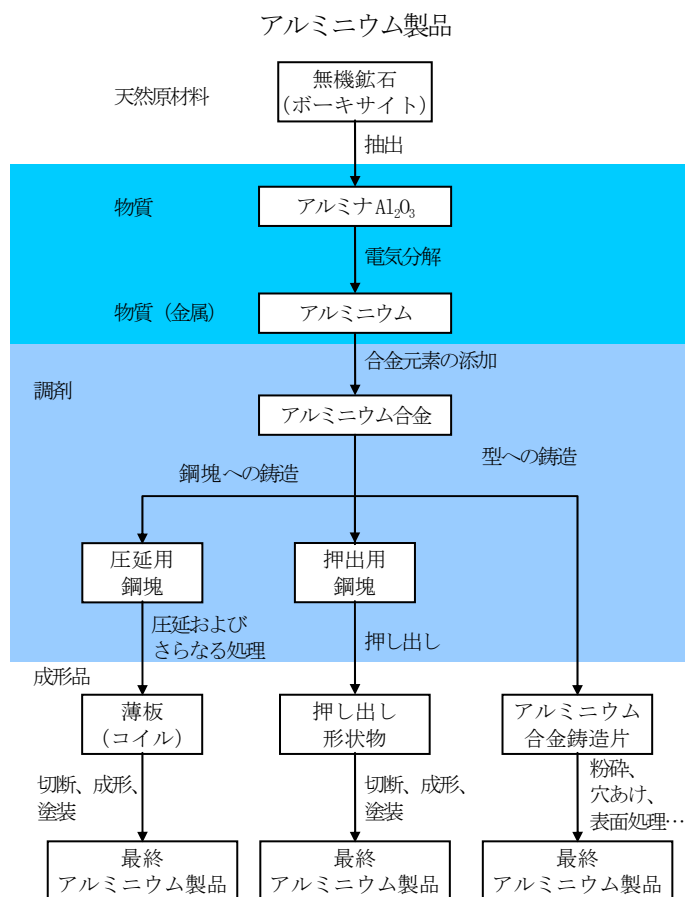 アルミニウム製品
天然原材料
無機鉱石
(ボーキサイト)
抽出
物質
アルミナAl₂O₃
電気分解
物質（金属）
アルミニウム
合金元素の添加
調剤
アルミニウム合金
型への鋳造
鋼塊への鋳造
圧延用
鋼塊
押出用
鋼塊
圧延および
さらなる処理
押し出し
成形品
薄板
(コイル)
押し出し
形状物
アルミニウム
合金鋳造片
切断、成形、
塗装
切断、成形、
塗装
粉砕、
穴あけ、
表面処理…
最終
アルミニウム製品
最終
アルミニウム製品
最終
アルミニウム製品